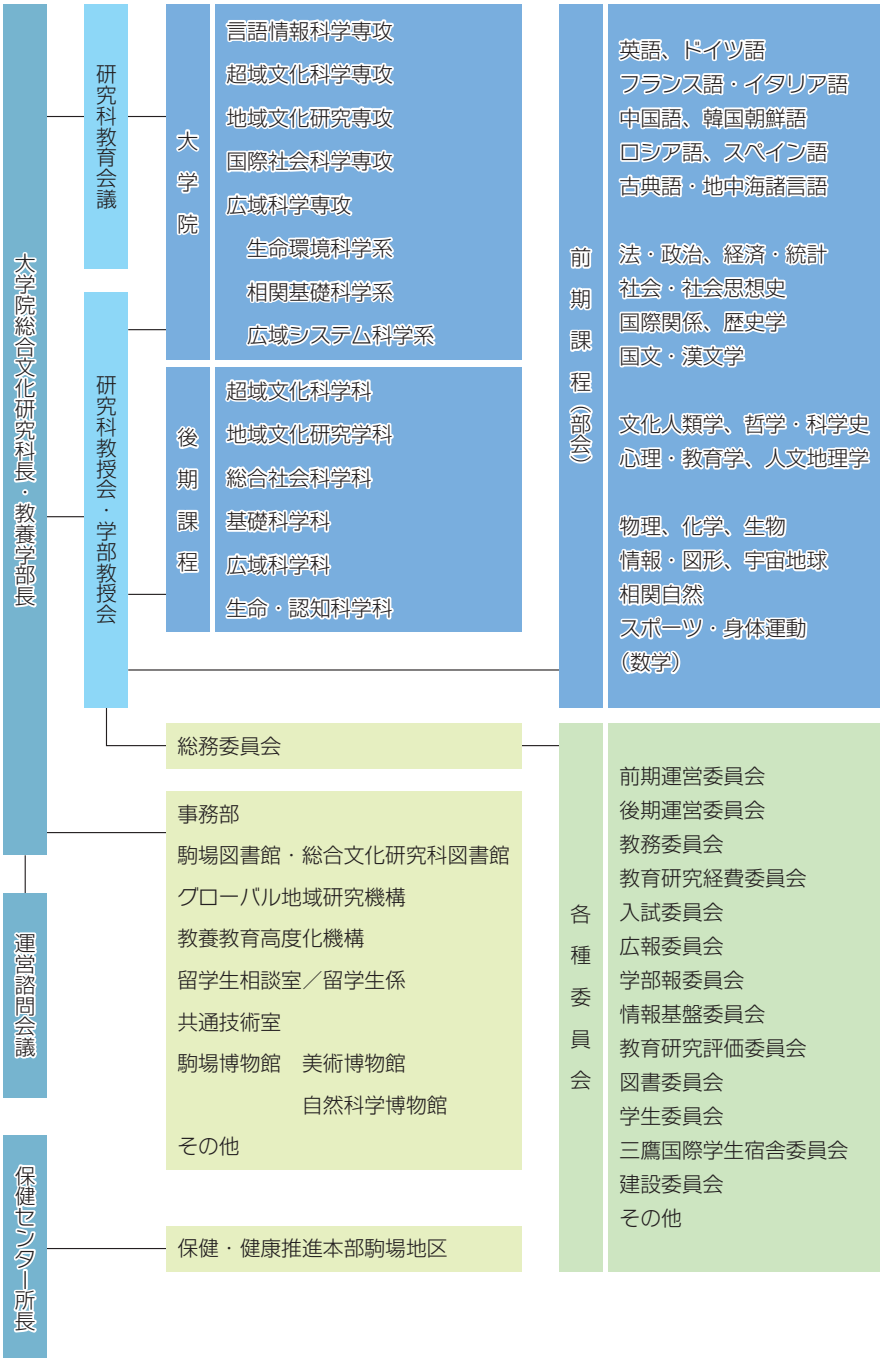 大学院総合文化研究科長・教養学部長
研究科教育会議
大学院
言語情報科学専攻
超域文化科学専攻
地域文化研究専攻
国際社会科学専攻
広域科学専攻
生命環境科学系
相関基礎科学系
広域システム科学系
研究科教授会・学部教授会
後期課程
超域文化科学科
地域文化研究学科
総合社会科学科
基礎科学科
広域科学科
生命・認知科学科
前期課程(部会)
英語、ドイツ語
フランス語・イタリア語
中国語、韓国朝鮮語
ロシア語、スペイン語
古典語・地中海諸言語
法・政治、経済・統計
社会・社会思想史
国際関係、歴史学
国文・漢文学
文化人類学、哲学・科学史
心理・教育学、人文地理学
物理、化学、生物
情報・図形、宇宙地球
相関自然
スポーツ・身体運動
(数学)
総務委員会
各種委員会
前期運営委員会
後期運営委員会
教務委員会
教育研究経費委員会
入試委員会
広報委員会
学部報委員会
情報基盤委員会
教育研究評価委員会
図書委員会
学生委員会
三鷹国際学生宿舎委員会
建設委員会
その他
事務部
駒場図書館・総合文化研究科図書館
グローバル地域研究機構
教養教育高度化機構
留学生相談室／留学生係
共通技術室
駒場博物館　美術博物館
自然科学博物館
その他
運営諮問会議
保健センター所長
保健・健康推進本部駒場地区